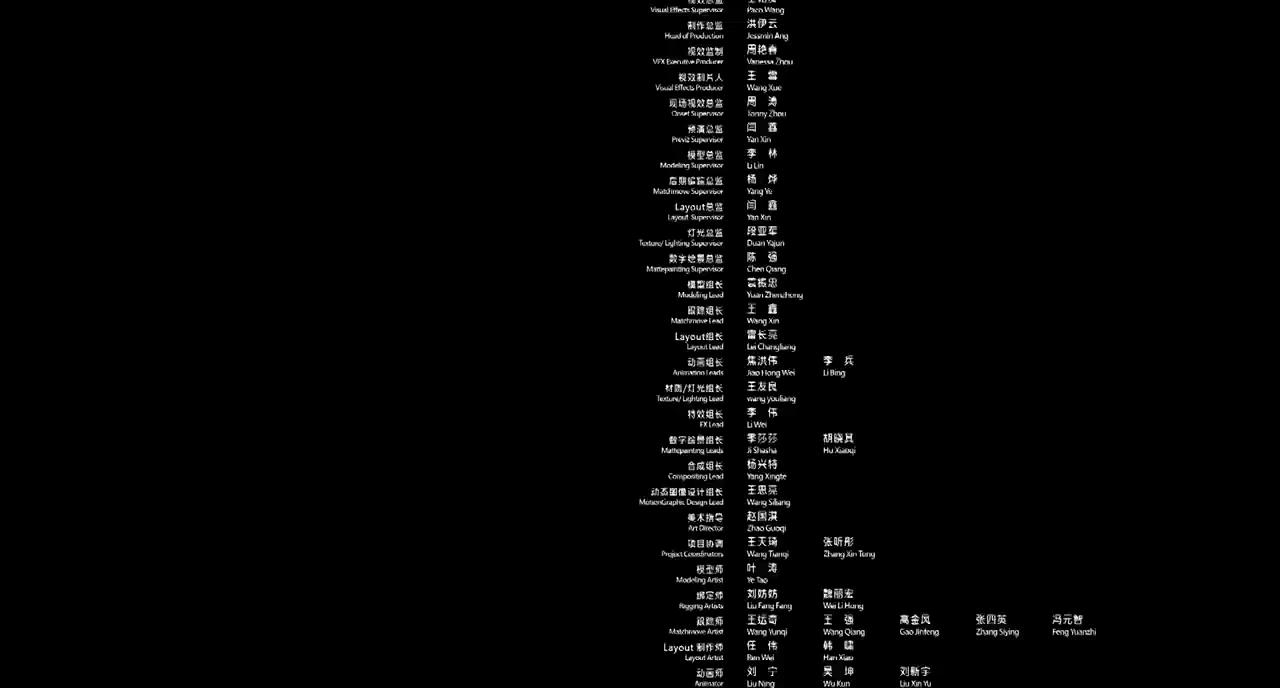 Visual Effects Supervisor Paco Wang
制作总监 洪伊云
Head of Production Jessmin Ang
视效监制 周艳春
VFX Executive Producer Vanessa Zhou
视效制片人 王 雪
Visual Effects Producer Wang Xue
现场视效总监 周 涛
Onset Supervisor Tonny Zhou
预演总监 闫 鑫
Previz Supervisor Yan Xin
模型总监 李 林
Modeling Supervisor Li Lin
后期跟踪总监 杨 烨
Matchmove Supervisor Yang Ye
Layout总监 闫 鑫
Layout Supervisor Yan Xin
灯光总监 段亚军
Texture/ Lighting Supervisor Duan Yajun
数字绘景总监 陈 强
Mattepainting Supervisor Chen Qiang
模型组长
Modeling Lead Yuan Zhenzhong
跟踪组长 王 鑫
Matchmove Lead Wang Xin
Layout组长 雷长亮
Layout Lead Lei Changliang
动画组长 焦洪伟 李 兵
Animation Leads Jiao Hong Wei Li Bing
材质/灯光组长 王友良
Texture/ Lighting Lead wang youliang
特效组长 李 伟
FX Lead Li Wei
数字绘景组长 季莎莎 胡晓其
Mattepainting Leads Ji Shasha Hu Xiaoqi
合成组长 杨兴特
Compositing Lead Yang Xingte
动态图像设计组长 王思亮
MotionGraphic Design Lead Wang Siliang
美术指导 赵国淇
Art Director Zhao Guoqi
项目协调 王天琦 张昕彤
Project Coordinators Wang Tianqi Zhang Xin Tong
模型师 叶 涛
Modeling Artist Ye Tao
绑定师 刘妨妨 魏丽宏
Rigging Artists Liu Fang Fang Wei Li Hong
跟踪师 王运奇 王 强 高金凤 张四英 冯元智
Matchmove Artist Wang Yunqi Wang Qiang Gao Jinfeng Zhang Siying Feng Yuanzhi
Layout 制作师 任 伟 韩 啸
Layout Artist Ren Wei Han Xiao
动画师 刘 宁 吴 坤 刘新宇
Animator Liu Ning Wu Kun Liu Xin Yu